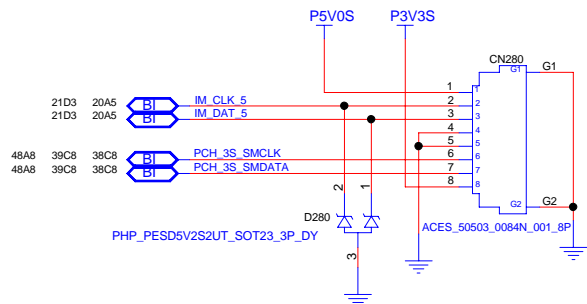 P5V0S P3V3S
CN280
G1 G1
1 1
21D3 20A5 BI IM_CLK_5 2 2
21D3 20A5 BI IM_DAT_5 3 3
4 4
5 5
48A8 39C8 38C8 BI PCH_3S_SMCLK 6 6
48A8 39C8 38C8 BI PCH_3S_SMDATA 7 7
8 8
2 1
G2 G2
D280
ACES_50503_0084N_001_8P
PHP_PESD5V2S2UT_SOT23_3P_DY
3